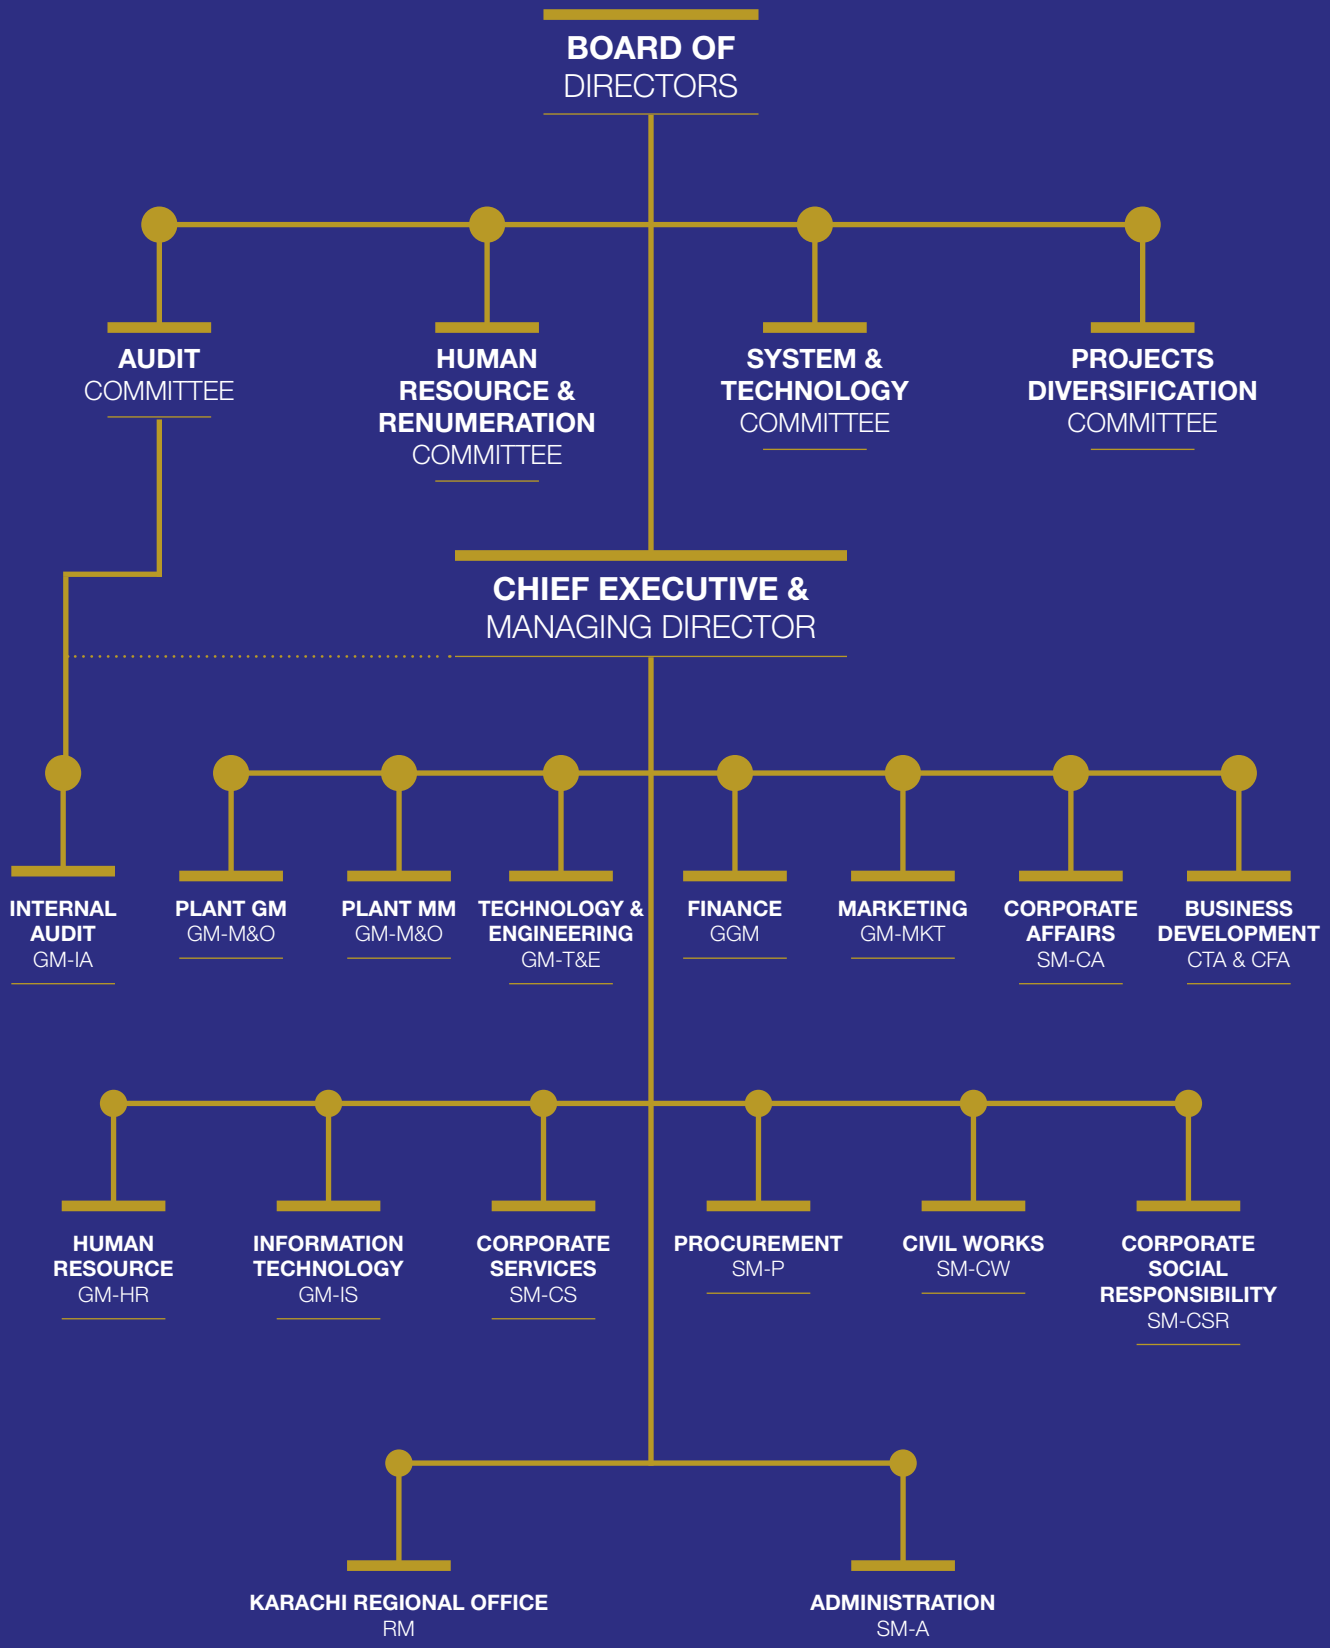 BOARD OF
DIRECTORS
AUDIT
COMMITTEE
HUMAN
RESOURCE &
RENUMERATION
COMMITTEE
SYSTEM &
TECHNOLOGY
COMMITTEE
PROJECTS
DIVERSIFICATION
COMMITTEE
CHIEF EXECUTIVE &
MANAGING DIRECTOR
INTERNAL
AUDIT
GM-IA
PLANT GM
GM-M&O
PLANT MM
GM-M&O
TECHNOLOGY &
ENGINEERING
GM-T&E
FINANCE
GGM
MARKETING
GM-MKT
CORPORATE
AFFAIRS
SM-CA
BUSINESS
DEVELOPMENT
CTA & CFA
HUMAN
RESOURCE
GM-HR
INFORMATION
TECHNOLOGY
GM-IS
CORPORATE
SERVICES
SM-CS
PROCUREMENT
SM-P
CIVIL WORKS
SM-CW
CORPORATE
SOCIAL
RESPONSIBILITY
SM-CSR
KARACHI REGIONAL OFFICE
RM
ADMINISTRATION
SM-A